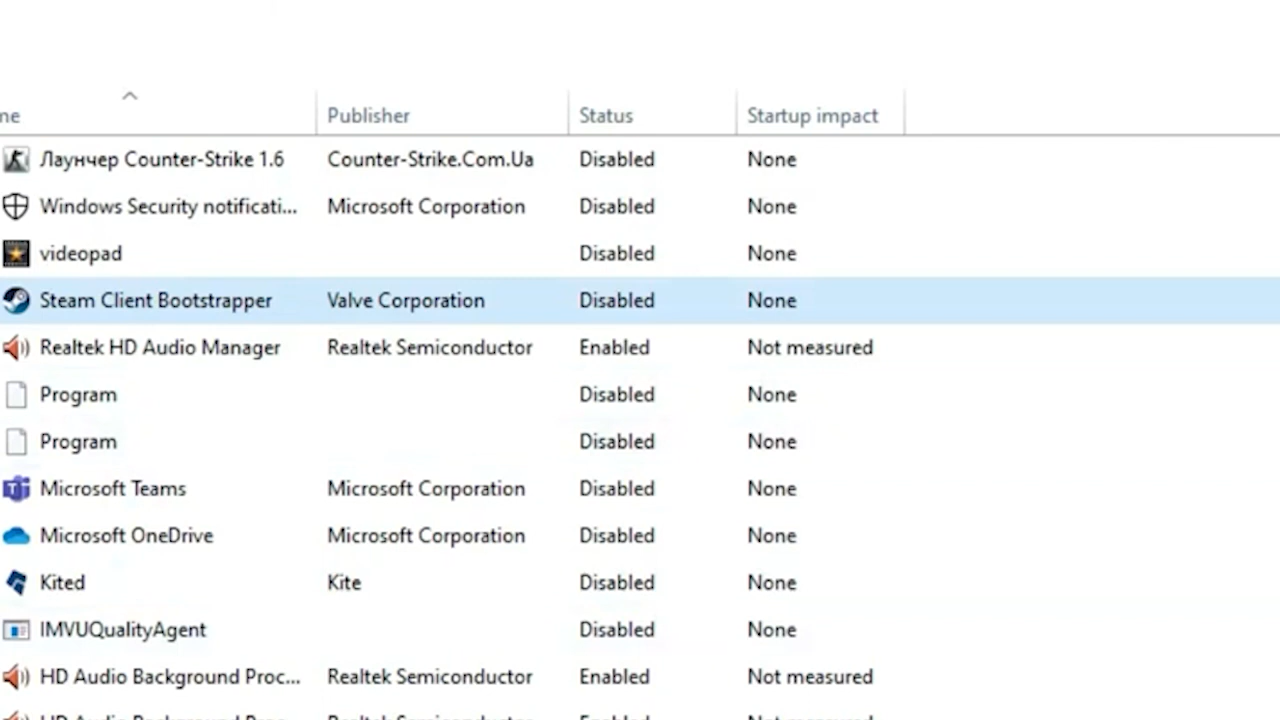 me Publisher Status Startup impact
Лаунчер Counter-Strike 1.6 Counter-Strike.Com.Ua Disabled None
Windows Security notificati... Microsoft Corporation Disabled None
videopad Disabled None
Steam Client Bootstrapper Valve Corporation Disabled None
Realtek HD Audio Manager Realtek Semiconductor Enabled Not measured
Program Disabled None
Program Disabled None
Microsoft Teams Microsoft Corporation Disabled None
Microsoft OneDrive Microsoft Corporation Disabled None
Kited Kite Disabled None
IMVUQualityAgent Disabled None
HD Audio Background Proc... Realtek Semiconductor Enabled Not measured